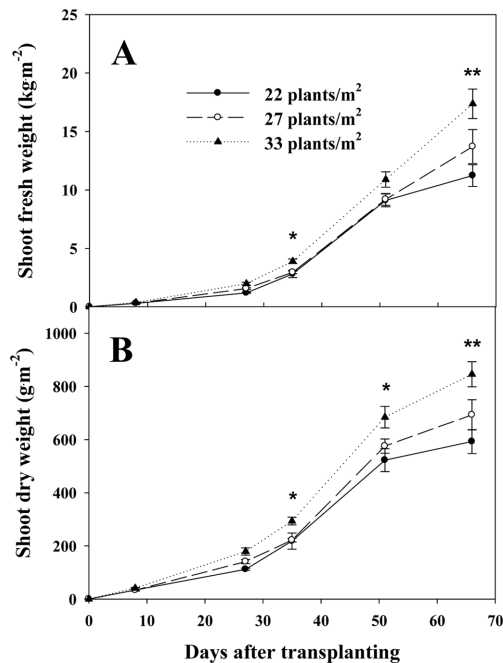 25
20
15
10
5
0
Shoot fresh weight (kg·m⁻²)
A
22 plants/m²
27 plants/m²
33 plants/m²
*
**
1000
800
600
400
200
0
Shoot dry weight (g·m⁻²)
B
*
*
**
0 10 20 30 40 50 60 70
Days after transplanting